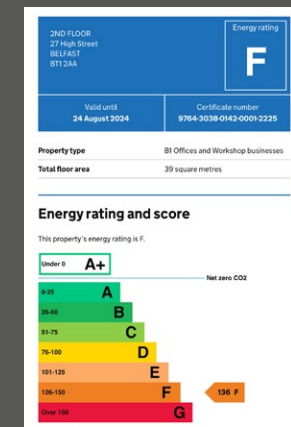 2ND FLOOR
27 High Street
BELFAST
BT1 2AA
Energy rating
F
Valid until
24 August 2024
Certificate number
9764-3038-0142-0001-2225
Property type
B1 Offices and Workshop businesses
Total floor area
39 square metres
Energy rating and score
This property's energy rating is F.
Under 0 A+
Net zero CO2
0-25 A
26-50 B
51-75 C
76-100 D
101-125 E
126-150 F 136 F
Over 150 G